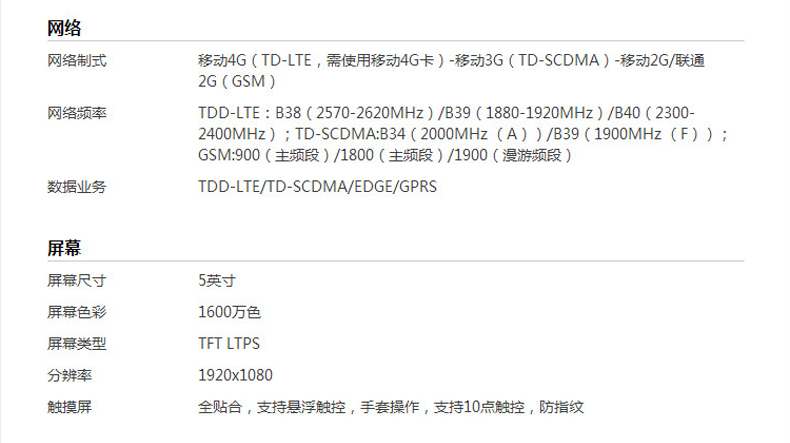 网络
网络制式 移动4G（TD-LTE，需使用移动4G卡）-移动3G（TD-SCDMA）-移动2G/联通
2G（GSM）
网络频率 TDD-LTE：B38（2570-2620MHz）/B39（1880-1920MHz）/B40（2300-
2400MHz）；TD-SCDMA:B34（2000MHz（A））/B39（1900MHz（F））；
GSM:900（主频段）/1800（主频段）/1900（漫游频段）
数据业务 TDD-LTE/TD-SCDMA/EDGE/GPRS
屏幕
屏幕尺寸 5英寸
屏幕色彩 1600万色
屏幕类型 TFT LTPS
分辨率 1920x1080
触摸屏 全贴合，支持悬浮触控，手套操作，支持10点触控，防指纹